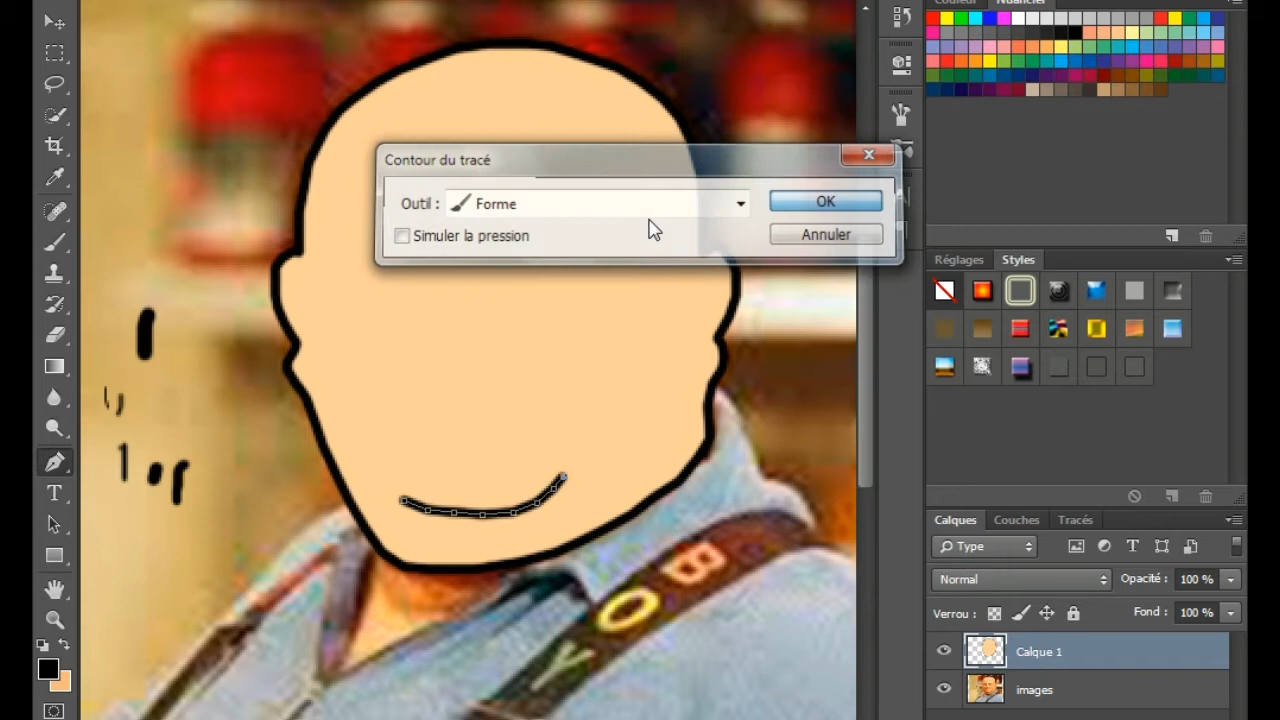 Couleur Nuancier
Contour du tracé
Outil : Forme
OK
Simuler la pression
Annuler
Réglages Styles
Calques Couches Tracés
Type
Normal
Opacité : 100 %
Verrou :
Fond : 100 %
Calque 1
images
T
T
BOY